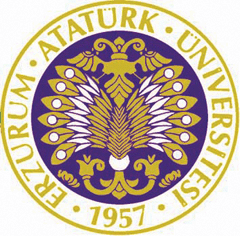 ERZURUM · ATATÜRK · ÜNİVERSİTESİ · 1957 ·